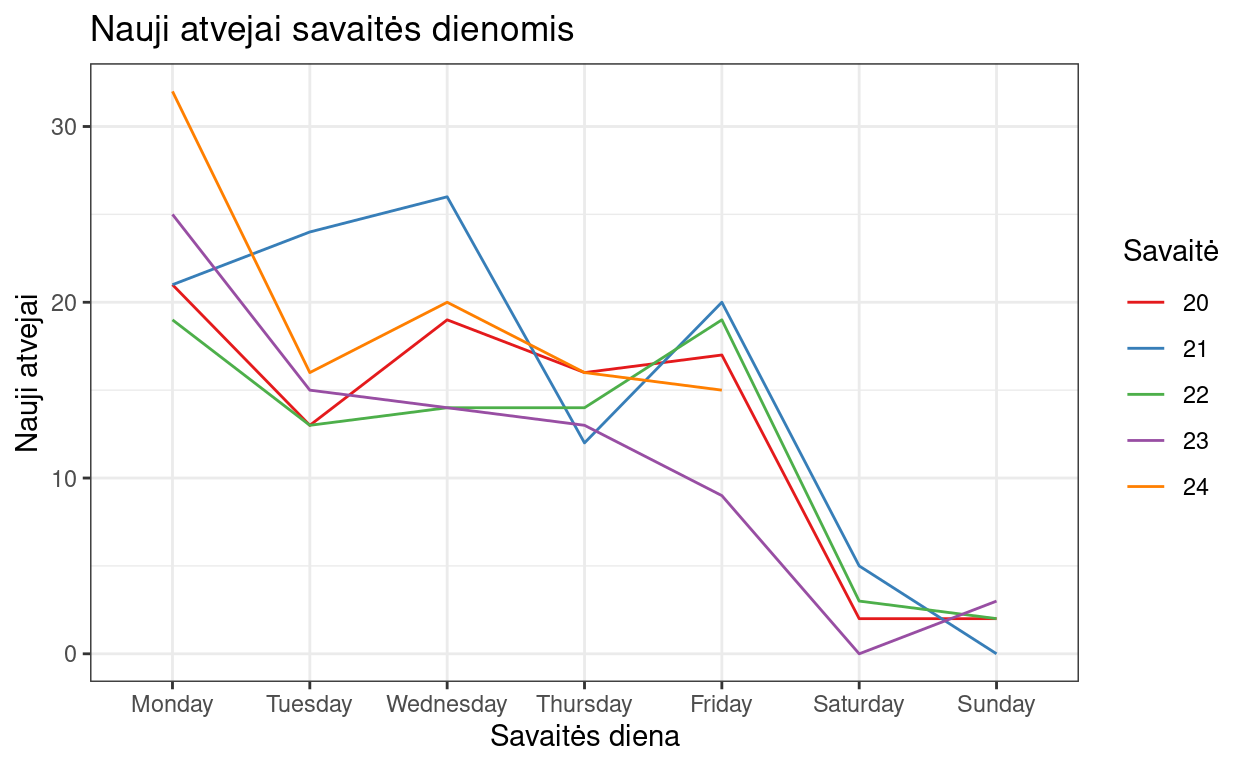 Nauji atvejai savaitės dienomis
Nauji atvejai
30
20
10
0
Monday Tuesday Wednesday Thursday Friday Saturday Sunday
Savaitės diena
Savaitė
20
21
22
23
24